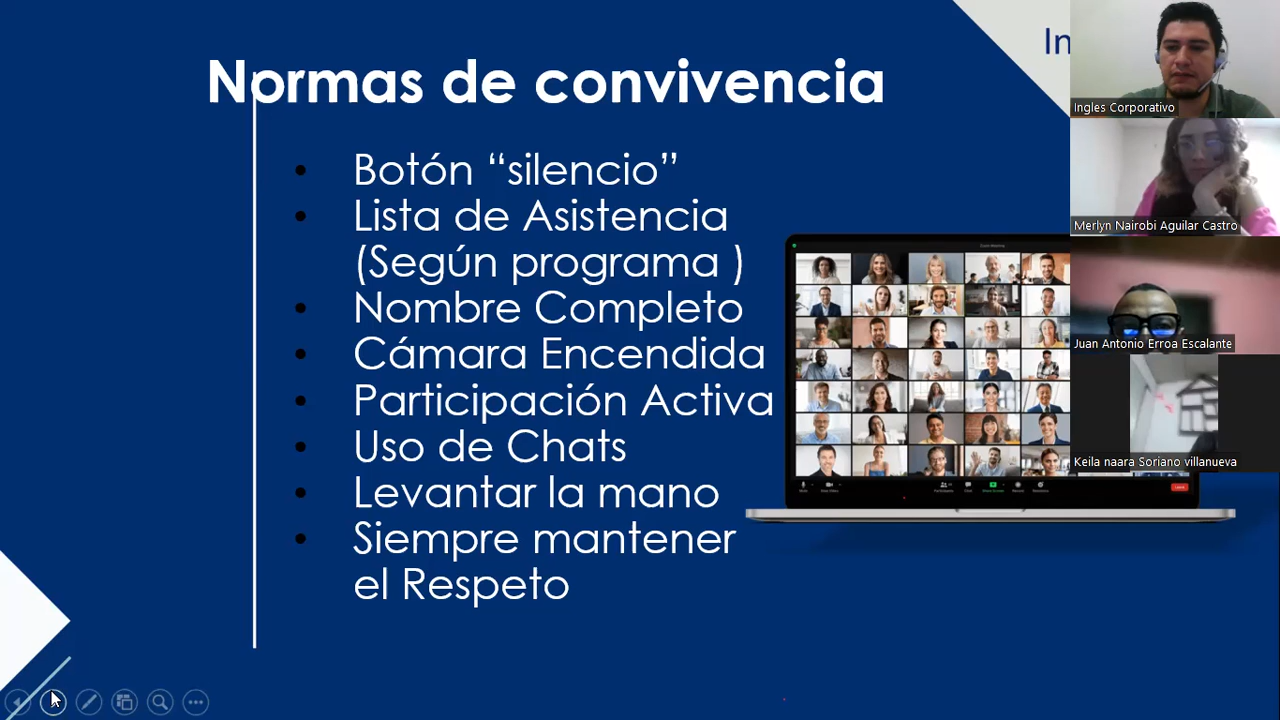 Normas de convivencia
In
Botón “silencio”
Lista de Asistencia
(Según programa )
Nombre Completo
Cámara Encendida
Participación Activa
Uso de Chats
Levantar la mano
Siempre mantener
el Respeto
Ingles Corporativo
Merlyn Nairobi Aguilar Castro
Juan Antonio Erroa Escalante
Keila naara Soriano villanueva